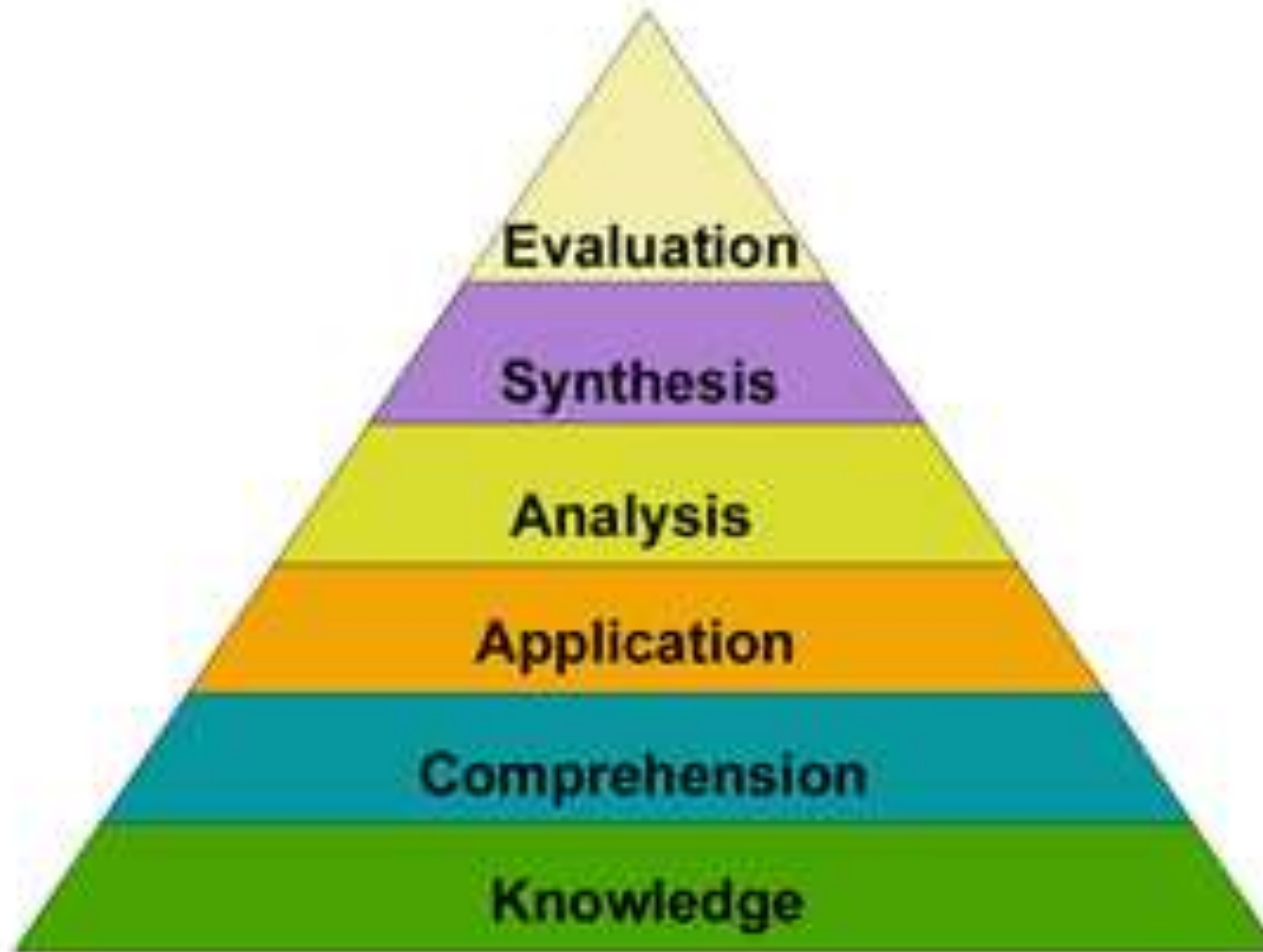 Evaluation
Synthesis
Analysis
Application
Comprehension
Knowledge